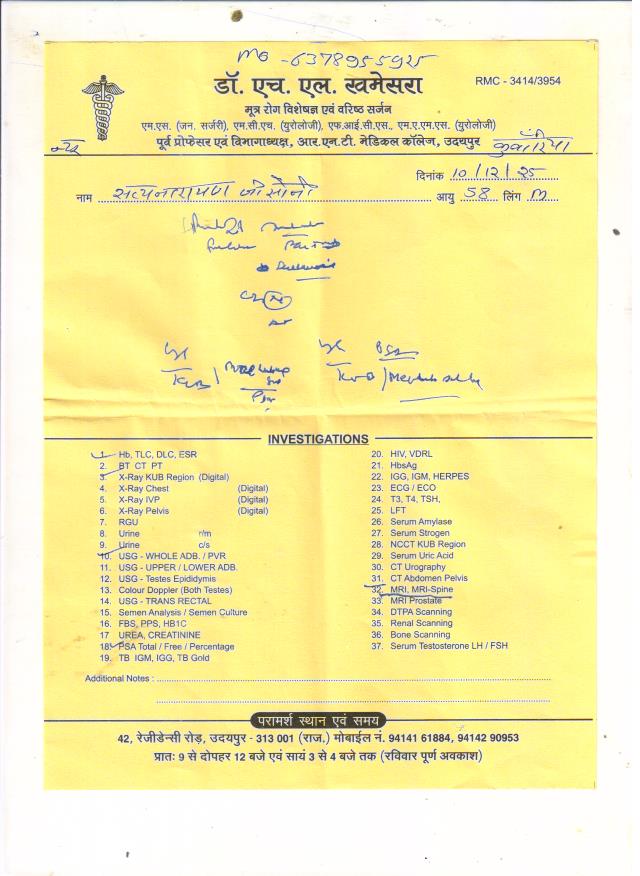 MO - 6378955925
डॉ. एच. एल. खमेसरा
RMC - 3414/3954
मूत्र रोग विशेषज्ञ एवं वरिष्ठ सर्जन
एम.एस. (जन. सर्जरी), एम.सी.एच. (यूरोलोजी), एफ.आई.सी.एस., एम.ए.एम.एस. (यूरोलोजी)
पूर्व प्रोफेसर एवं विभागाध्यक्ष, आर.एन.टी. मेडिकल कॉलेज, उदयपुर
दिनांक 10/12/25
नाम सत्यनारायण जी सोनी आयु 58 लिंग M
INVESTIGATIONS
1. Hb, TLC, DLC, ESR
2. BT CT PT
3. X-Ray KUB Region (Digital)
4. X-Ray Chest (Digital)
5. X-Ray IVP (Digital)
6. X-Ray Pelvis (Digital)
7. RGU
8. Urine r/m
9. Urine c/s
10. USG - WHOLE ADB. / PVR
11. USG - UPPER / LOWER ADB.
12. USG - Testes Epididymis
13. Colour Doppler (Both Testes)
14. USG - TRANS RECTAL
15. Semen Analysis / Semen Culture
16. FBS, PPS, HB1C
17 UREA, CREATININE
18. PSA Total / Free / Percentage
19. TB IGM, IGG, TB Gold
20. HIV, VDRL
21. HbsAg
22. IGG, IGM, HERPES
23. ECG / ECO
24. T3, T4, TSH,
25. LFT
26. Serum Amylase
27. Serum Strogen
28. NCCT KUB Region
29. Serum Uric Acid
30. CT Urography
31. CT Abdomen Pelvis
32. MRI, MRI-Spine
33. MRI Prostate
34. DTPA Scanning
35. Renal Scanning
36. Bone Scanning
37. Serum Testosterone LH / FSH
Additional Notes :
परामर्श स्थान एवं समय
42, रेजीडेन्सी रोड़, उदयपुर - 313 001 (राज.) मोबाईल नं. 94141 61884, 94142 90953
प्रातः 9 से दोपहर 12 बजे एवं सायं 3 से 4 बजे तक (रविवार पूर्ण अवकाश)